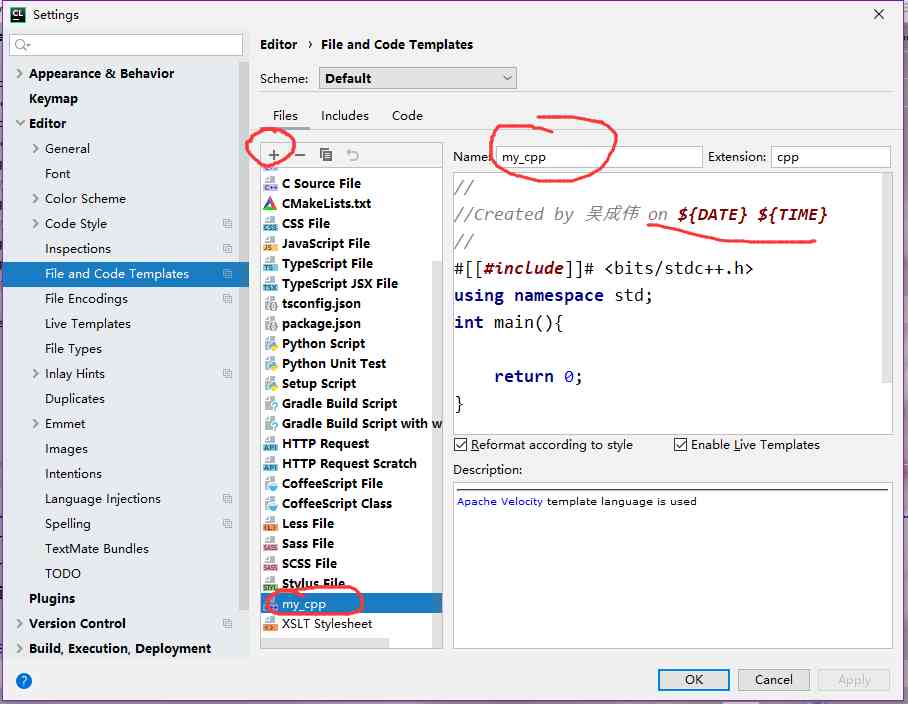 CL Settings
Appearance & Behavior
Keymap
Editor
General
Font
Color Scheme
Code Style
Inspections
File and Code Templates
File Encodings
Live Templates
File Types
Inlay Hints
Duplicates
Emmet
Images
Intentions
Language Injections
Spelling
TextMate Bundles
TODO
Plugins
Version Control
Build, Execution, Deployment
Editor › File and Code Templates
Scheme: Default
Files Includes Code
C Source File
CMakeLists.txt
CSS File
JavaScript File
TypeScript File
TypeScript JSX File
tsconfig.json
package.json
Python Script
Python Unit Test
Setup Script
Gradle Build Script
Gradle Build Script with w
HTTP Request
HTTP Request Scratch
CoffeeScript File
CoffeeScript Class
Less File
Sass File
SCSS File
Stylus File
my_cpp
XSLT Stylesheet
Name: my_cpp Extension: cpp
//
//Created by 吴成伟 on ${DATE} ${TIME}
//
#[[#include]]# <bits/stdc++.h>
using namespace std;
int main(){
return 0;
}
Reformat according to style Enable Live Templates
Description:
Apache Velocity template language is used
? OK Cancel Apply